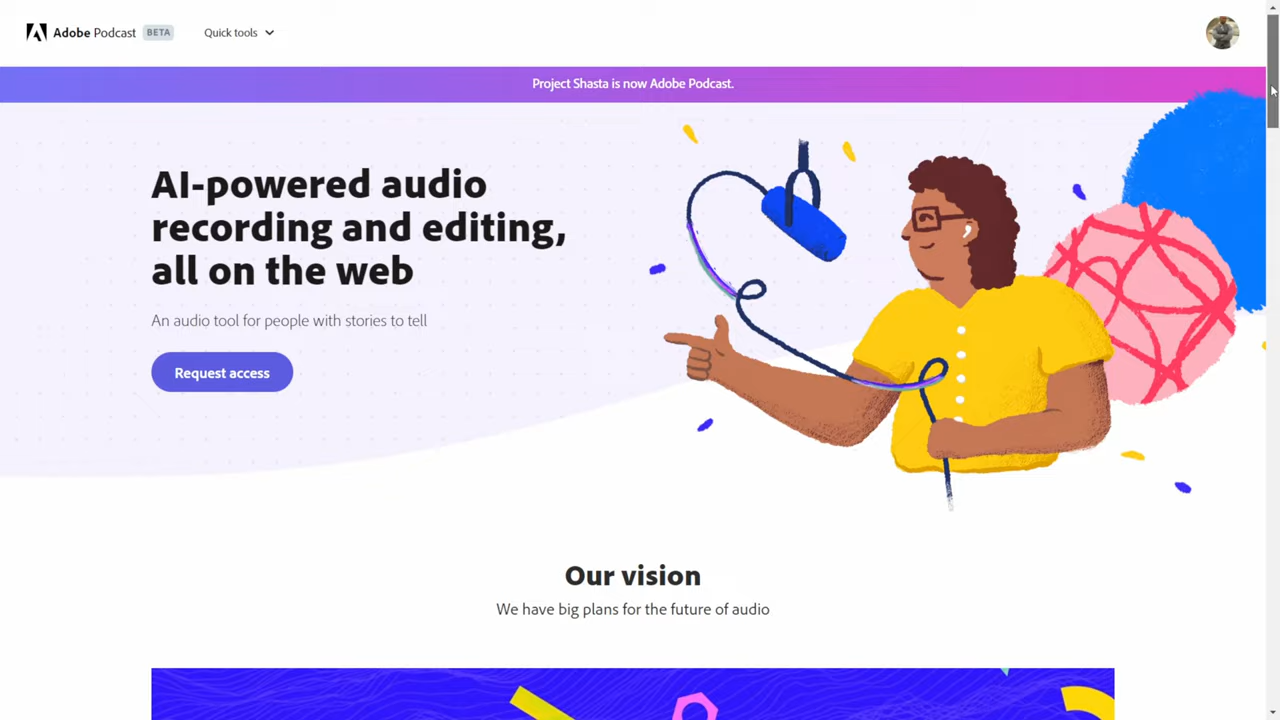 Adobe Podcast BETA Quick tools
Project Shasta is now Adobe Podcast.
AI-powered audio
recording and editing,
all on the web
An audio tool for people with stories to tell
Request access
Our vision
We have big plans for the future of audio